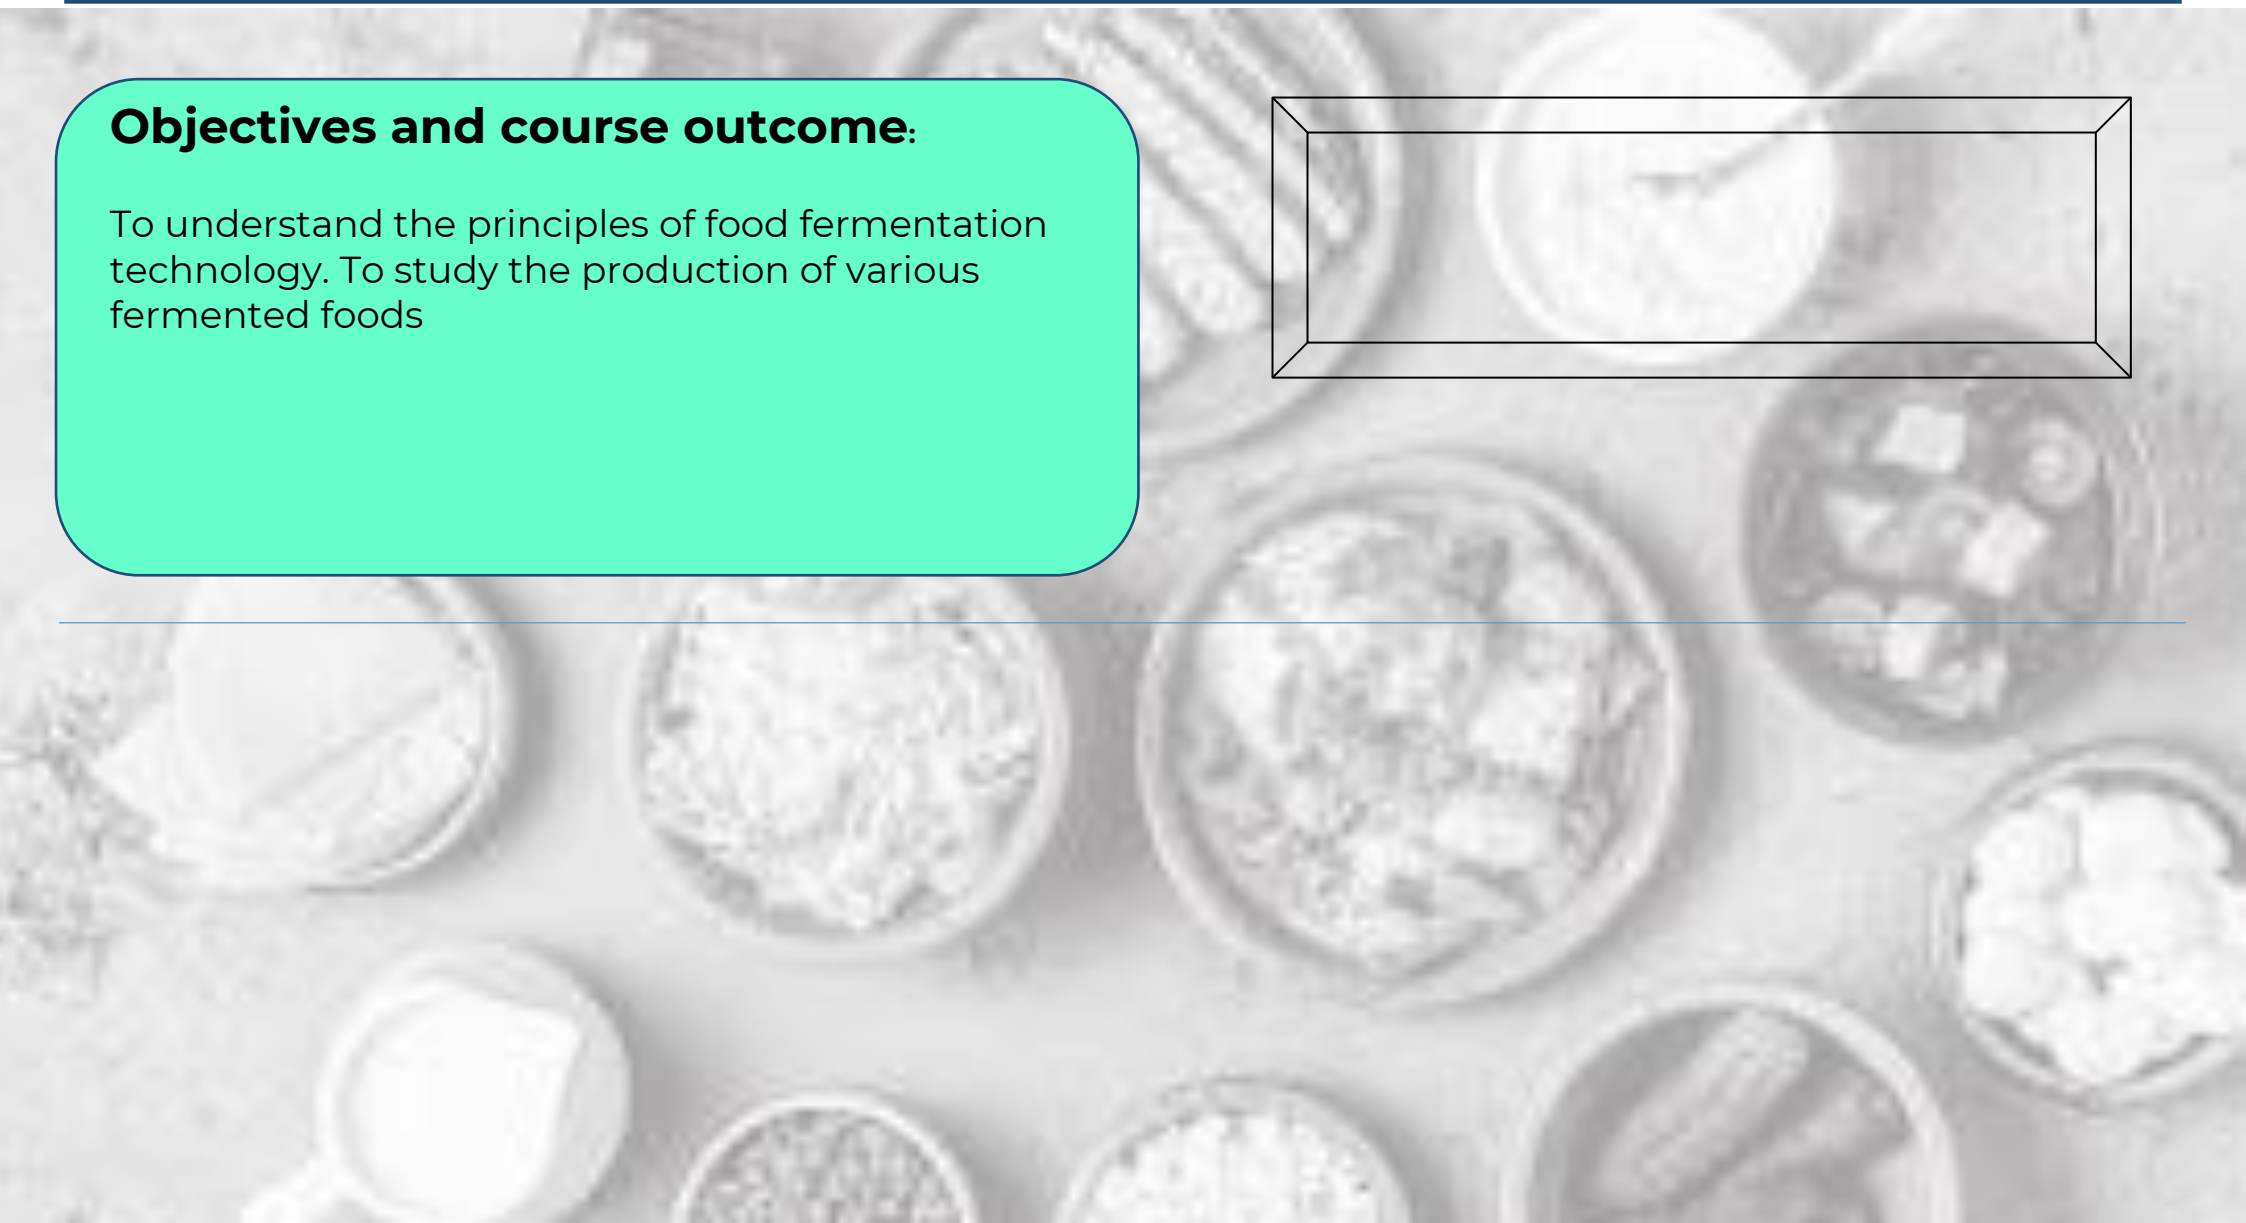 Objectives and course outcome:
To understand the principles of food fermentation
technology. To study the production of various
fermented foods